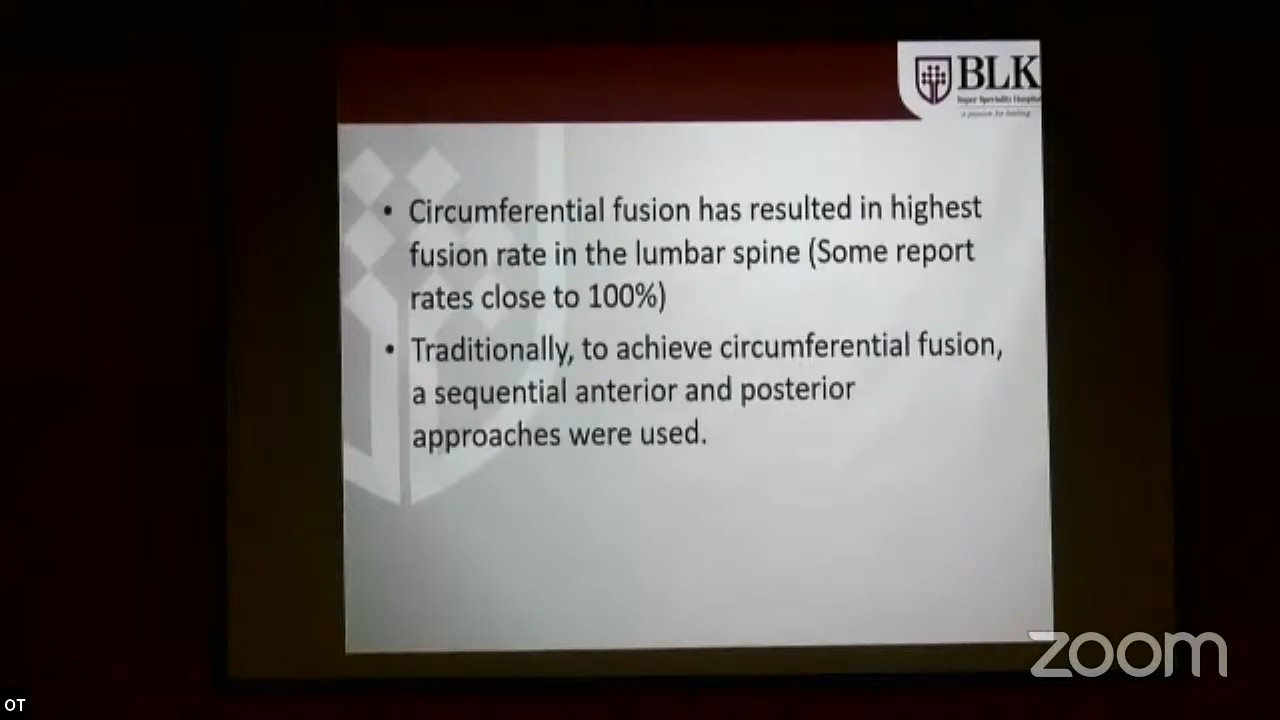 BLK
Super Speciality Hospital
a passion for healing
• Circumferential fusion has resulted in highest
fusion rate in the lumbar spine (Some report
rates close to 100%)
• Traditionally, to achieve circumferential fusion,
a sequential anterior and posterior
approaches were used.
zoom
OT